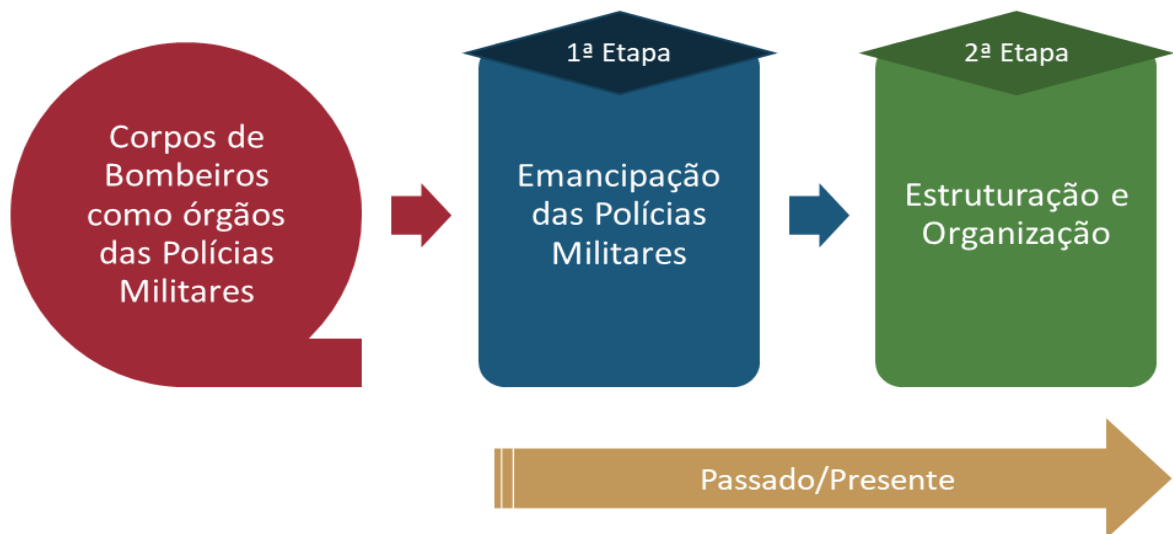 Corpos de
Bombeiros
como órgãos
das Polícias
Militares
1ª Etapa
Emancipação
das Polícias
Militares
2ª Etapa
Estruturação e
Organização
Passado/Presente